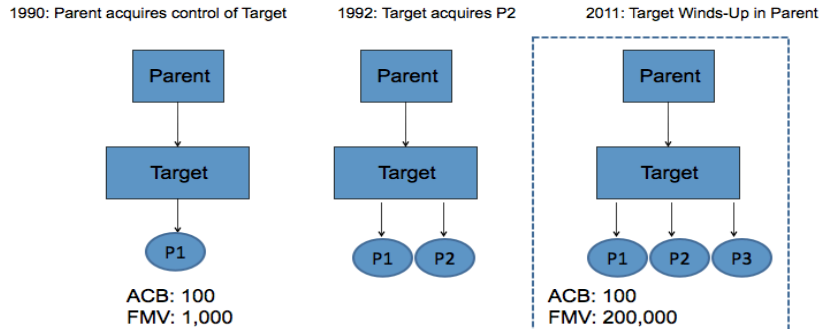 1990: Parent acquires control of Target
1992: Target acquires P2
2011: Target Winds-Up in Parent
Parent
Parent
Parent
Target
Target
Target
P1
P1
P2
P1
P2
P3
ACB: 100
FMV: 1,000
ACB: 100
FMV: 200,000